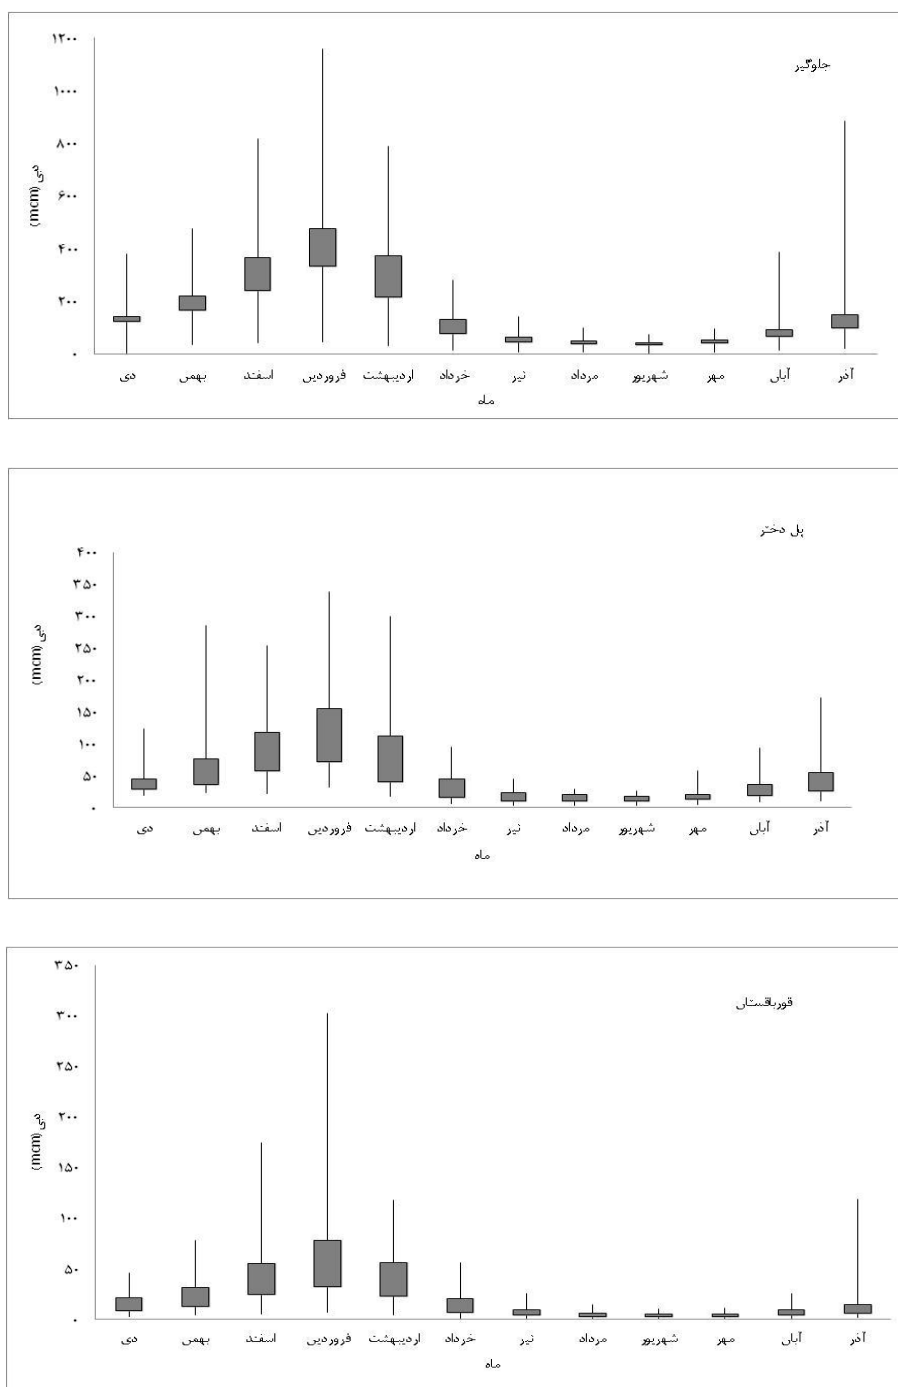 جلوگیر
۱۲۰۰
۱۰۰۰
۸۰۰
۶۰۰
۴۰۰
۲۰۰
۰
دبی (mcm)
دی بهمن اسفند فروردین اردیبهشت خرداد تیر مرداد شهریور مهر آبان آذر
ماه
پل دختر
۴۰۰
۳۵۰
۳۰۰
۲۵۰
۲۰۰
۱۵۰
۱۰۰
۵۰
۰
دبی (mcm)
دی بهمن اسفند فروردین اردیبهشت خرداد تیر مرداد شهریور مهر آبان آذر
ماه
قورباقستان
۳۵۰
۳۰۰
۲۵۰
۲۰۰
۱۵۰
۱۰۰
۵۰
۰
دبی (mcm)
دی بهمن اسفند فروردین اردیبهشت خرداد تیر مرداد شهریور مهر آبان آذر
ماه